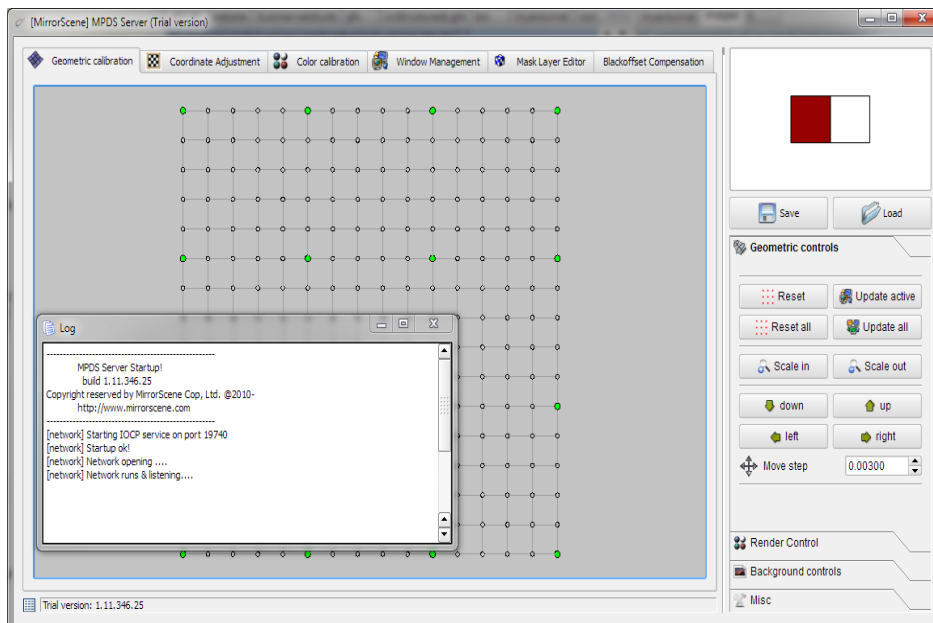 [MirrorScene] MPDS Server (Trial version)
Geometric calibration
Coordinate Adjustment
Color calibration
Window Management
Mask Layer Editor
Blackoffset Compensation
Save
Load
Geometric controls
Reset
Update active
Reset all
Update all
Scale in
Scale out
down
up
left
right
Move step
0.00300
Render Control
Background controls
Misc
Log
----------------------------------------------------
MPDS Server Startup!
build 1.11.346.25
Copyright reserved by MirrorScene Cop, Ltd. @2010-
http://www.mirrorscene.com
----------------------------------------------------
[network] Starting IOCP service on port 19740
[network] Startup ok!
[network] Network opening ....
[network] Network runs & listening....
Trial version: 1.11.346.25